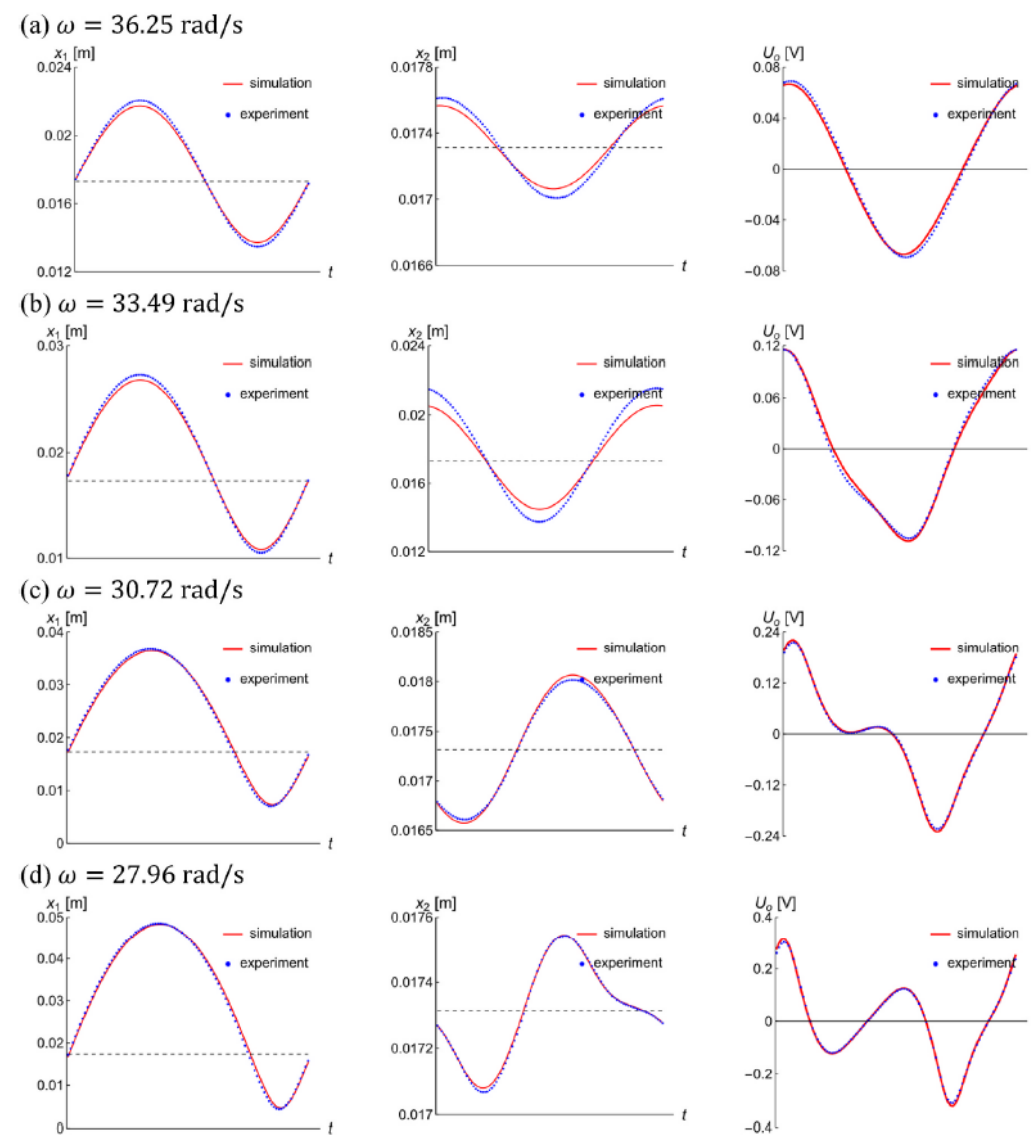 (a) ω = 36.25 rad/s
x₁ [m] x₂ [m] Uₒ [V]
0.024 0.0178 0.08
simulation simulation simulation
experiment experiment experiment
0.02 0.0174 0.04
0.016 0.017 0
-0.04
0.012 t 0.0166 t -0.08
(b) ω = 33.49 rad/s
x₁ [m] x₂ [m] Uₒ [V]
0.03 0.024 0.12
simulation simulation simulation
experiment experiment experiment
0.02 0.02 0.06
0.016 0
-0.06
0.01 t 0.012 t -0.12
(c) ω = 30.72 rad/s
x₁ [m] x₂ [m] Uₒ [V]
0.04 0.0185 0.24
simulation simulation simulation
experiment experiment experiment
0.03 0.018 0.12
0.02 0.0175 0
0.01 0.017 -0.12
0 t 0.0165 t -0.24
(d) ω = 27.96 rad/s
x₁ [m] x₂ [m] Uₒ [V]
0.05 0.0176 0.4
simulation simulation simulation
experiment experiment experiment
0.04 0.0174 0.2
0.03
0.02 0.0172 0
0.01 -0.2
0 t 0.017 t -0.4